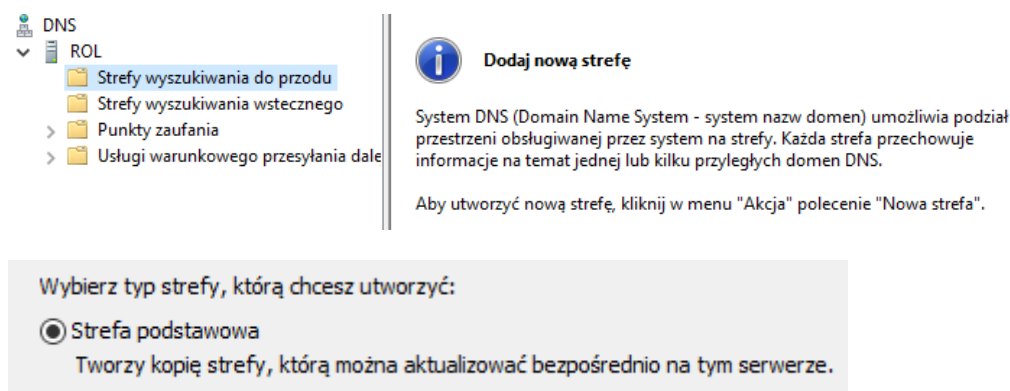 DNS
ROL
Strefy wyszukiwania do przodu
Strefy wyszukiwania wstecznego
Punkty zaufania
Usługi warunkowego przesyłania dale
Dodaj nową strefę
System DNS (Domain Name System - system nazw domen) umożliwia podział
przestrzeni obsługiwanej przez system na strefy. Każda strefa przechowuje
informacje na temat jednej lub kilku przyległych domen DNS.
Aby utworzyć nową strefę, kliknij w menu "Akcja" polecenie "Nowa strefa".
Wybierz typ strefy, którą chcesz utworzyć:
Strefa podstawowa
Tworzy kopię strefy, którą można aktualizować bezpośrednio na tym serwerze.